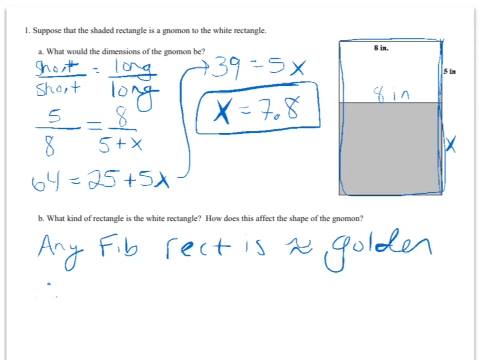 1. Suppose that the shaded rectangle is a gnomon to the white rectangle.
a. What would the dimensions of the gnomon be?
short/short = long/long
5/8 = 8/(5+x)
64 = 25+5x
→ 39 = 5x
x = 7.8
8 in.
5 in
8 in
x
b. What kind of rectangle is the white rectangle? How does this affect the shape of the gnomon?
Any Fib rect is ≈ golden